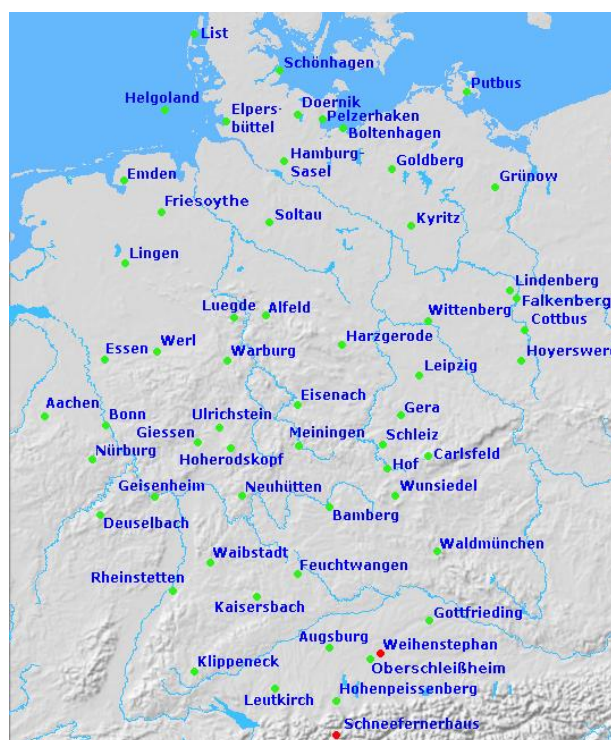 List
Schönhagen
Putbus
Helgoland
Elpers-
büttel
Doernik
Pelzerhaken
Boltenhagen
Hamburg-
Sasel
Goldberg
Emden
Grünow
Friesoythe
Soltau
Kyritz
Lingen
Lindenberg
Falkenberg
Luegde
Alfeld
Wittenberg
Cottbus
Essen
Werl
Warburg
Harzgerode
Hoyerswer
Leipzig
Aachen
Eisenach
Bonn
Ulrichstein
Gera
Giessen
Meiningen
Schleiz
Nürburg
Hoherodskopf
Carlsfeld
Hof
Geisenheim
Neuhütten
Wunsiedel
Deuselbach
Bamberg
Waibstadt
Waldmünchen
Feuchtwangen
Rheinstetten
Kaisersbach
Gottfrieding
Augsburg
Weihenstephan
Klippeneck
Oberschleißheim
Leutkirch
Hohenpeissenberg
Schneefernerhaus